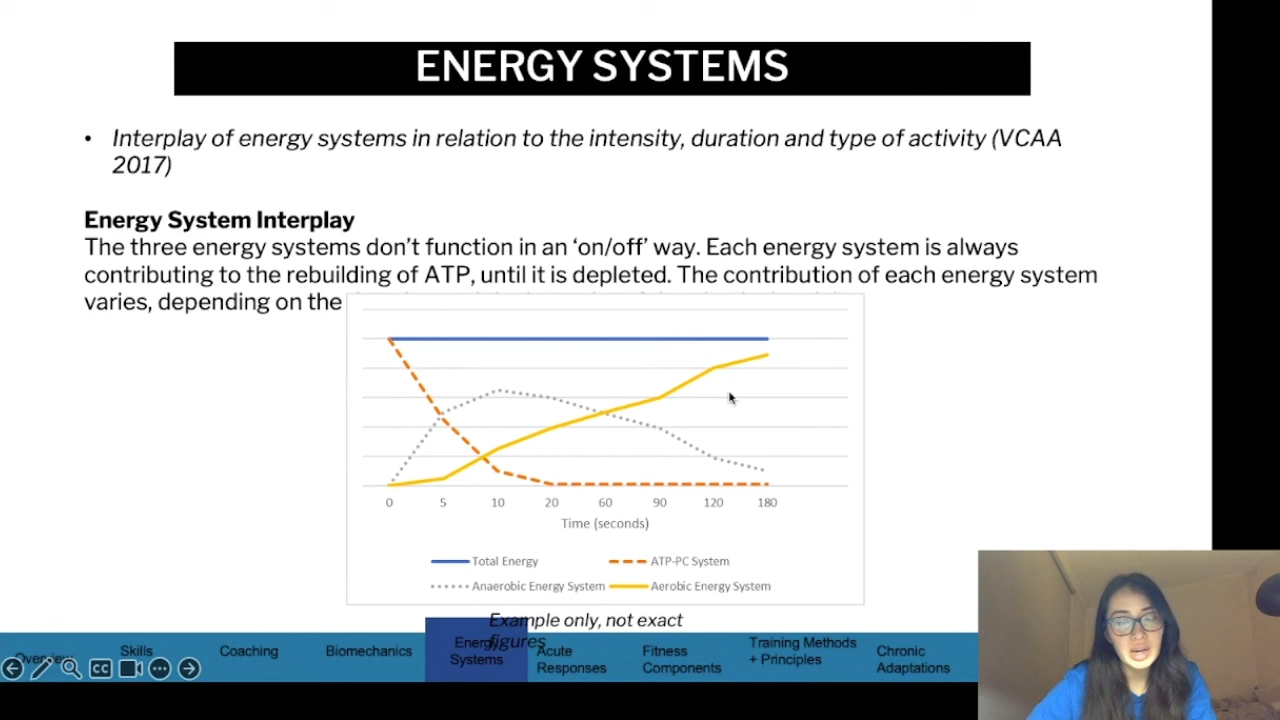 ENERGY SYSTEMS
• Interplay of energy systems in relation to the intensity, duration and type of activity (VCAA
2017)
Energy System Interplay
The three energy systems don't function in an ‘on/off’ way. Each energy system is always
contributing to the rebuilding of ATP, until it is depleted. The contribution of each energy system
varies, depending on the
0 5 10 20 60 90 120 180
Time (seconds)
Total Energy ATP-PC System
Anaerobic Energy System Aerobic Energy System
Example only, not exact
figures
Overview Skills Coaching Biomechanics Energy Systems Acute Responses Fitness Components Training Methods + Principles Chronic Adaptations
CC